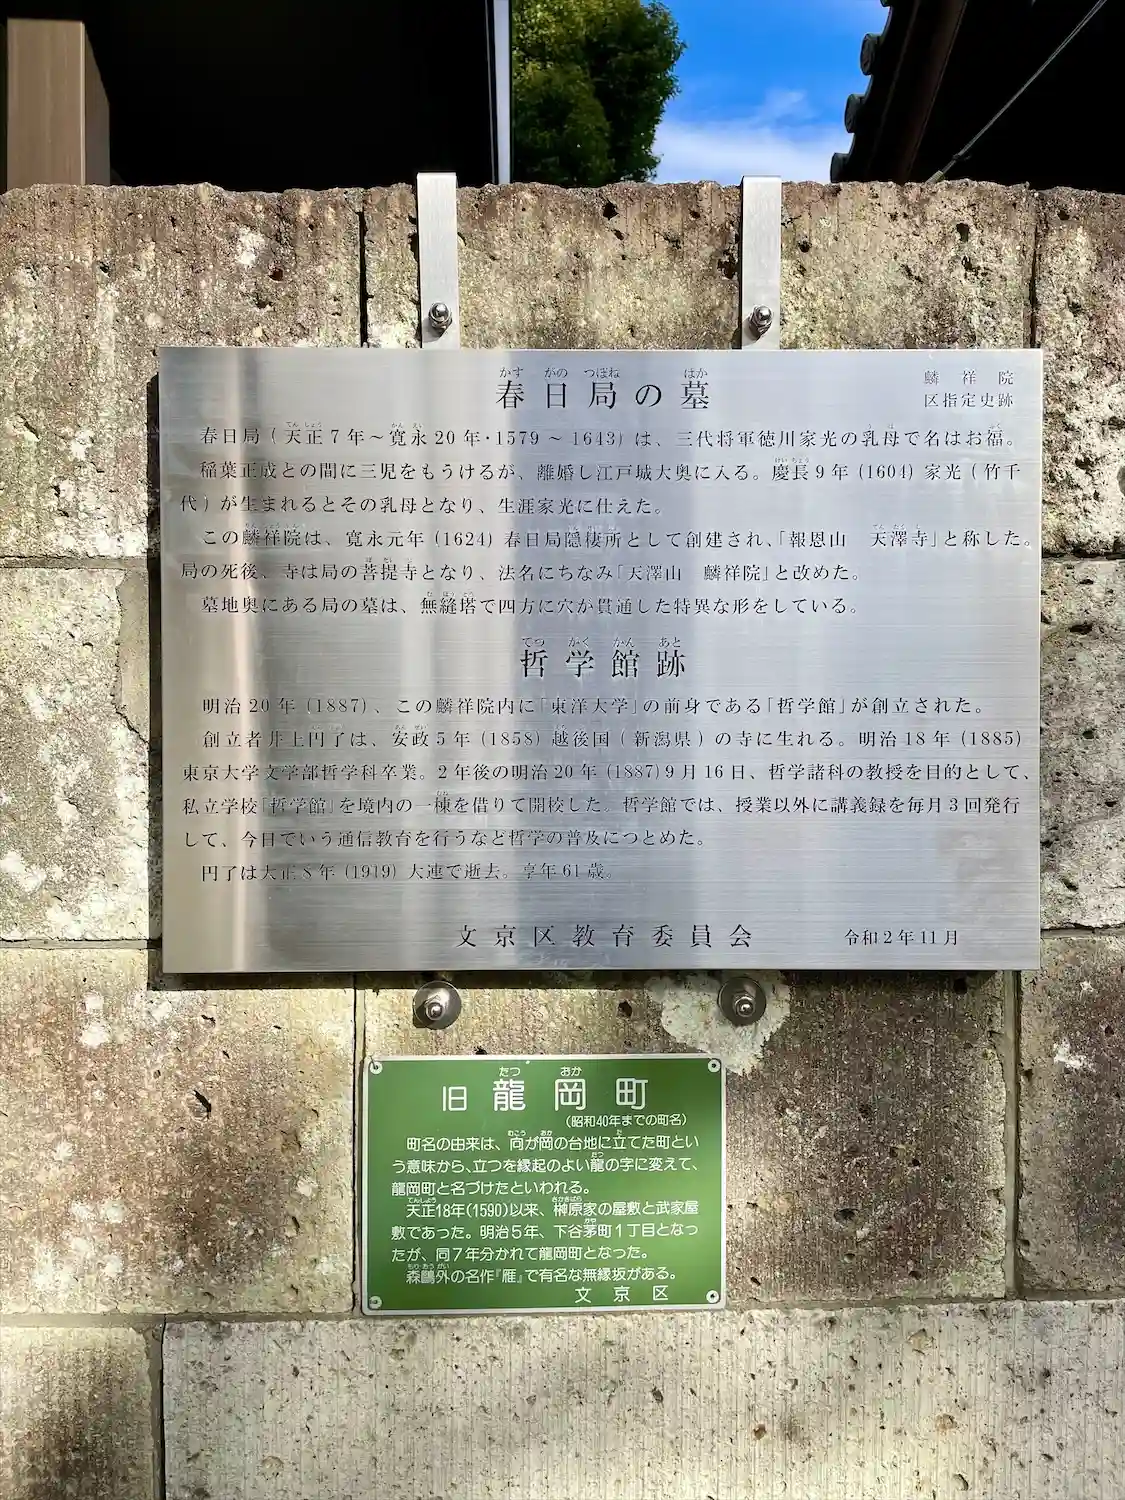 春日局の墓
麟祥院
区指定史跡
春日局(天正7年~寛永20年・1579~1643)は、三代将軍徳川家光の乳母で名はお福。
稲葉正成との間に三児をもうけるが、離婚し江戸城大奥に入る。慶長9年(1604)家光(竹千
代)が生まれるとその乳母となり、生涯家光に仕えた。
この麟祥院は、寛永元年(1624)春日局隠棲所として創建され、「報恩山 天澤寺」と称した。
局の死後、寺は局の菩提寺となり、法名にちなみ「天澤山 麟祥院」と改めた。
墓地奥にある局の墓は、無縫塔で四方に穴が貫通した特異な形をしている。
哲学館跡
明治20年(1887)、この麟祥院内に「東洋大学」の前身である「哲学館」が創立された。
創立者井上円了は、安政5年(1858)越後国(新潟県)の寺に生れる。明治18年(1885)
東京大学文学部哲学科卒業。2年後の明治20年(1887)9月16日、哲学諸科の教授を目的として、
私立学校「哲学館」を境内の一棟を借りて開校した。哲学館では、授業以外に講義録を毎月3回発行
して、今日でいう通信教育を行うなど哲学の普及につとめた。
円了は大正8年(1919)大連で逝去。享年61歳。
文京区教育委員会 令和2年11月
旧龍岡町
(昭和40年までの町名)
町名の由来は、向が岡の台地に立てた町とい
う意味から、立つを縁起のよい龍の字に変えて、
龍岡町と名づけたといわれる。
天正18年(1590)以来、榊原家の屋敷と武家屋
敷であった。明治5年、下谷茅町1丁目となっ
たが、同7年分かれて龍岡町となった。
森鷗外の名作『雁』で有名な無縁坂がある。
文京区